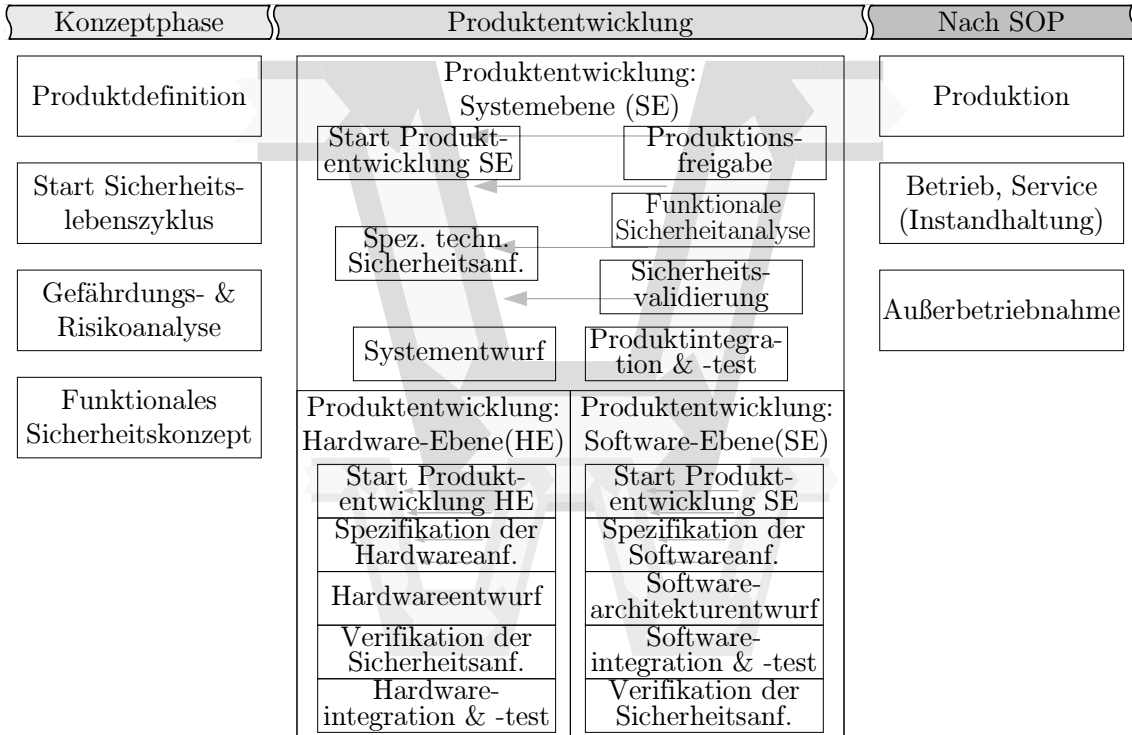 Konzeptphase
Produktentwicklung
Nach SOP
Produktdefinition
Start Sicherheits-
lebenszyklus
Gefährdungs- &
Risikoanalyse
Funktionales
Sicherheitskonzept
Produktentwicklung:
Systemebene (SE)
Start Produkt-
entwicklung SE
Produktions-
freigabe
Funktionale
Sicherheitanalyse
Spez. techn.
Sicherheitsanf.
Sicherheits-
validierung
Systementwurf
Produktintegra-
tion & -test
Produktentwicklung:
Hardware-Ebene(HE)
Start Produkt-
entwicklung HE
Spezifikation der
Hardwareanf.
Hardwareentwurf
Verifikation der
Sicherheitsanf.
Hardware-
integration & -test
Produktentwicklung:
Software-Ebene(SE)
Start Produkt-
entwicklung SE
Spezifikation der
Softwareanf.
Software-
architekturentwurf
Software-
integration & -test
Verifikation der
Sicherheitsanf.
Produktion
Betrieb, Service
(Instandhaltung)
Außerbetriebnahme